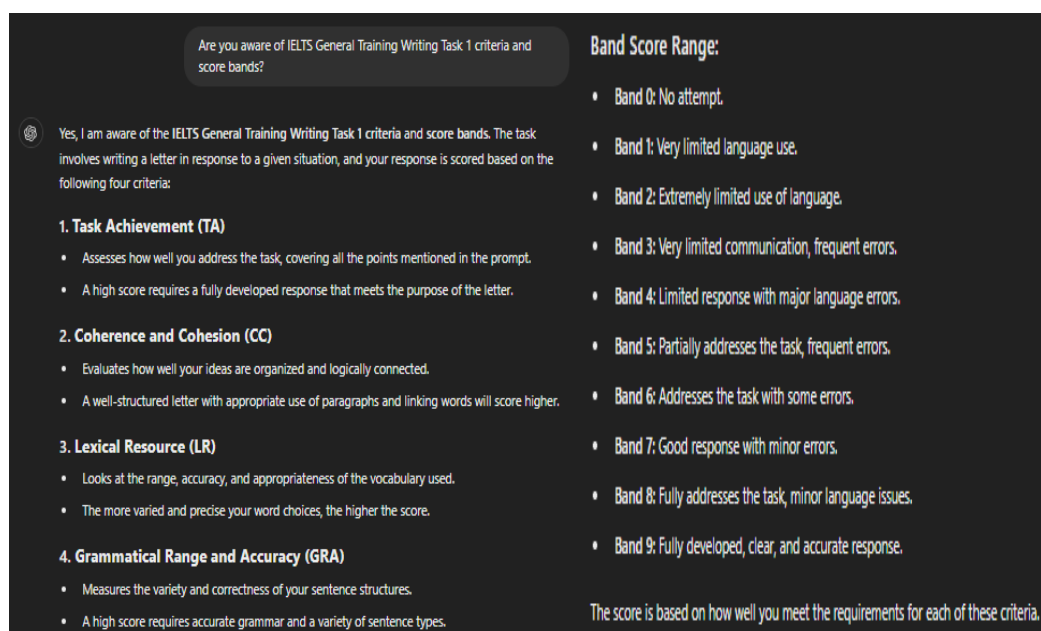 Are you aware of IELTS General Training Writing Task 1 criteria and
score bands?
Yes, I am aware of the IELTS General Training Writing Task 1 criteria and score bands. The task
involves writing a letter in response to a given situation, and your response is scored based on the
following four criteria:
1. Task Achievement (TA)
• Assesses how well you address the task, covering all the points mentioned in the prompt.
• A high score requires a fully developed response that meets the purpose of the letter.
2. Coherence and Cohesion (CC)
• Evaluates how well your ideas are organized and logically connected.
• A well-structured letter with appropriate use of paragraphs and linking words will score higher.
3. Lexical Resource (LR)
• Looks at the range, accuracy, and appropriateness of the vocabulary used.
• The more varied and precise your word choices, the higher the score.
4. Grammatical Range and Accuracy (GRA)
• Measures the variety and correctness of your sentence structures.
• A high score requires accurate grammar and a variety of sentence types.
Band Score Range:
• Band 0: No attempt.
• Band 1: Very limited language use.
• Band 2: Extremely limited use of language.
• Band 3: Very limited communication, frequent errors.
• Band 4: Limited response with major language errors.
• Band 5: Partially addresses the task, frequent errors.
• Band 6: Addresses the task with some errors.
• Band 7: Good response with minor errors.
• Band 8: Fully addresses the task, minor language issues.
• Band 9: Fully developed, clear, and accurate response.
The score is based on how well you meet the requirements for each of these criteria.